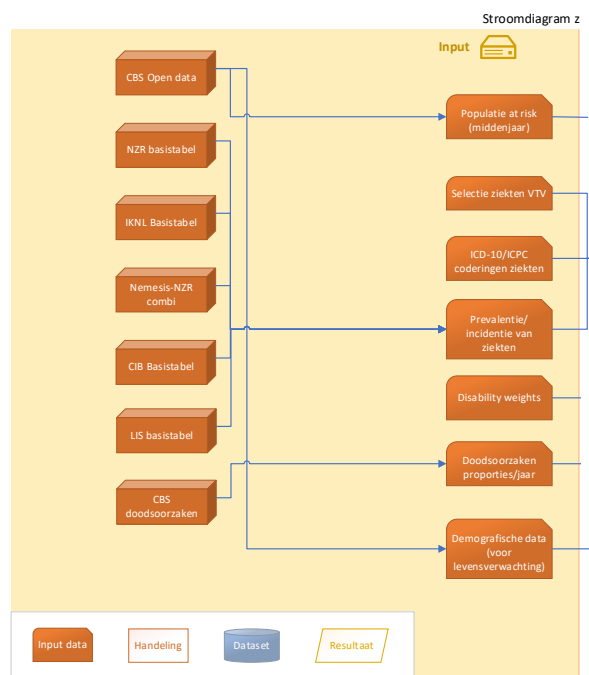 Stroomdiagram z
Input
CBS Open data
NZR basistabel
IKNL Basistabel
Nemesis-NZR
combi
CIB Basistabel
LIS basistabel
CBS
doodsoorzaken
Populatie at risk
(middenjaar)
Selectie ziekten VTV
ICD-10/ICPC
coderingen ziekten
Prevalentie/
incidentie van
ziekten
Disability weights
Doodsoorzaken
proporties/jaar
Demografische data
(voor
levensverwachting)
Input data
Handeling
Dataset
Resultaat